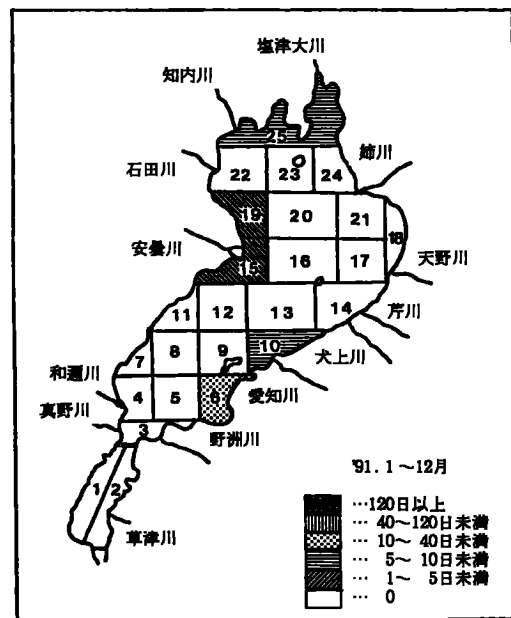 塩津大川
知内川
25
姉川
石田川
22 23 24
19 20 21
18
安曇川
15 16 17
天野川
11 12 13 14
芹川
10
犬上川
7 8 9
和邇川
4 5 6
愛知川
真野川
3
野洲川
'91.1～12月
1 2
草津川
…120日以上
… 40～120日未満
… 10～ 40日未満
… 5～ 10日未満
… 1～ 5日未満
… 0